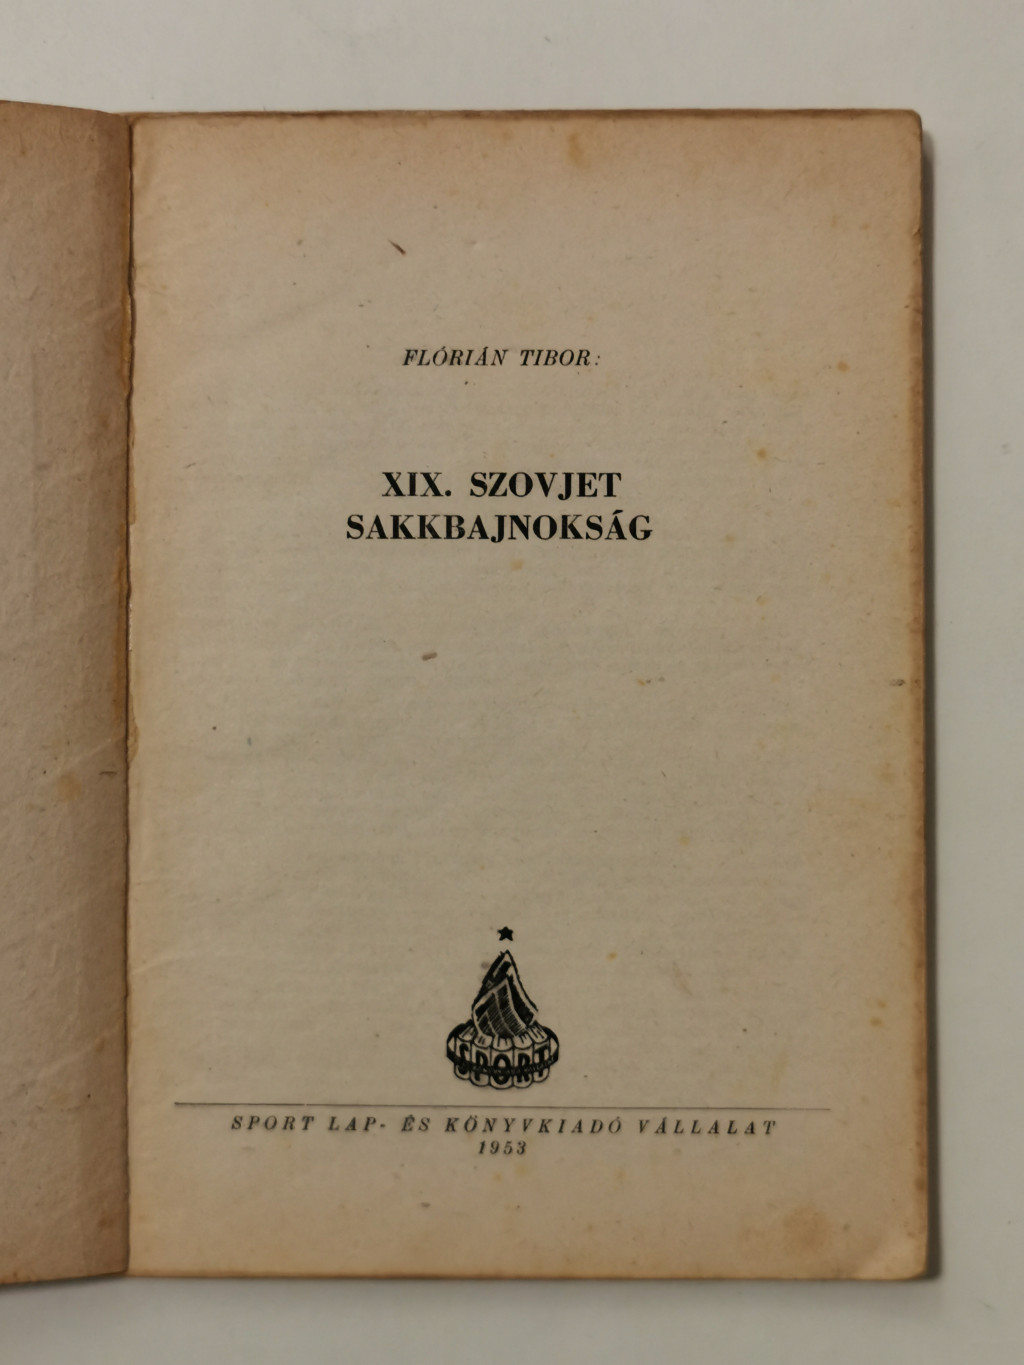 FLÓRIÁN TIBOR:
XIX. SZOVJET
SAKKBAJNOKSÁG
SPORT
SPORT LAP- ÉS KÖNYVKIADÓ VÁLLALAT
1953